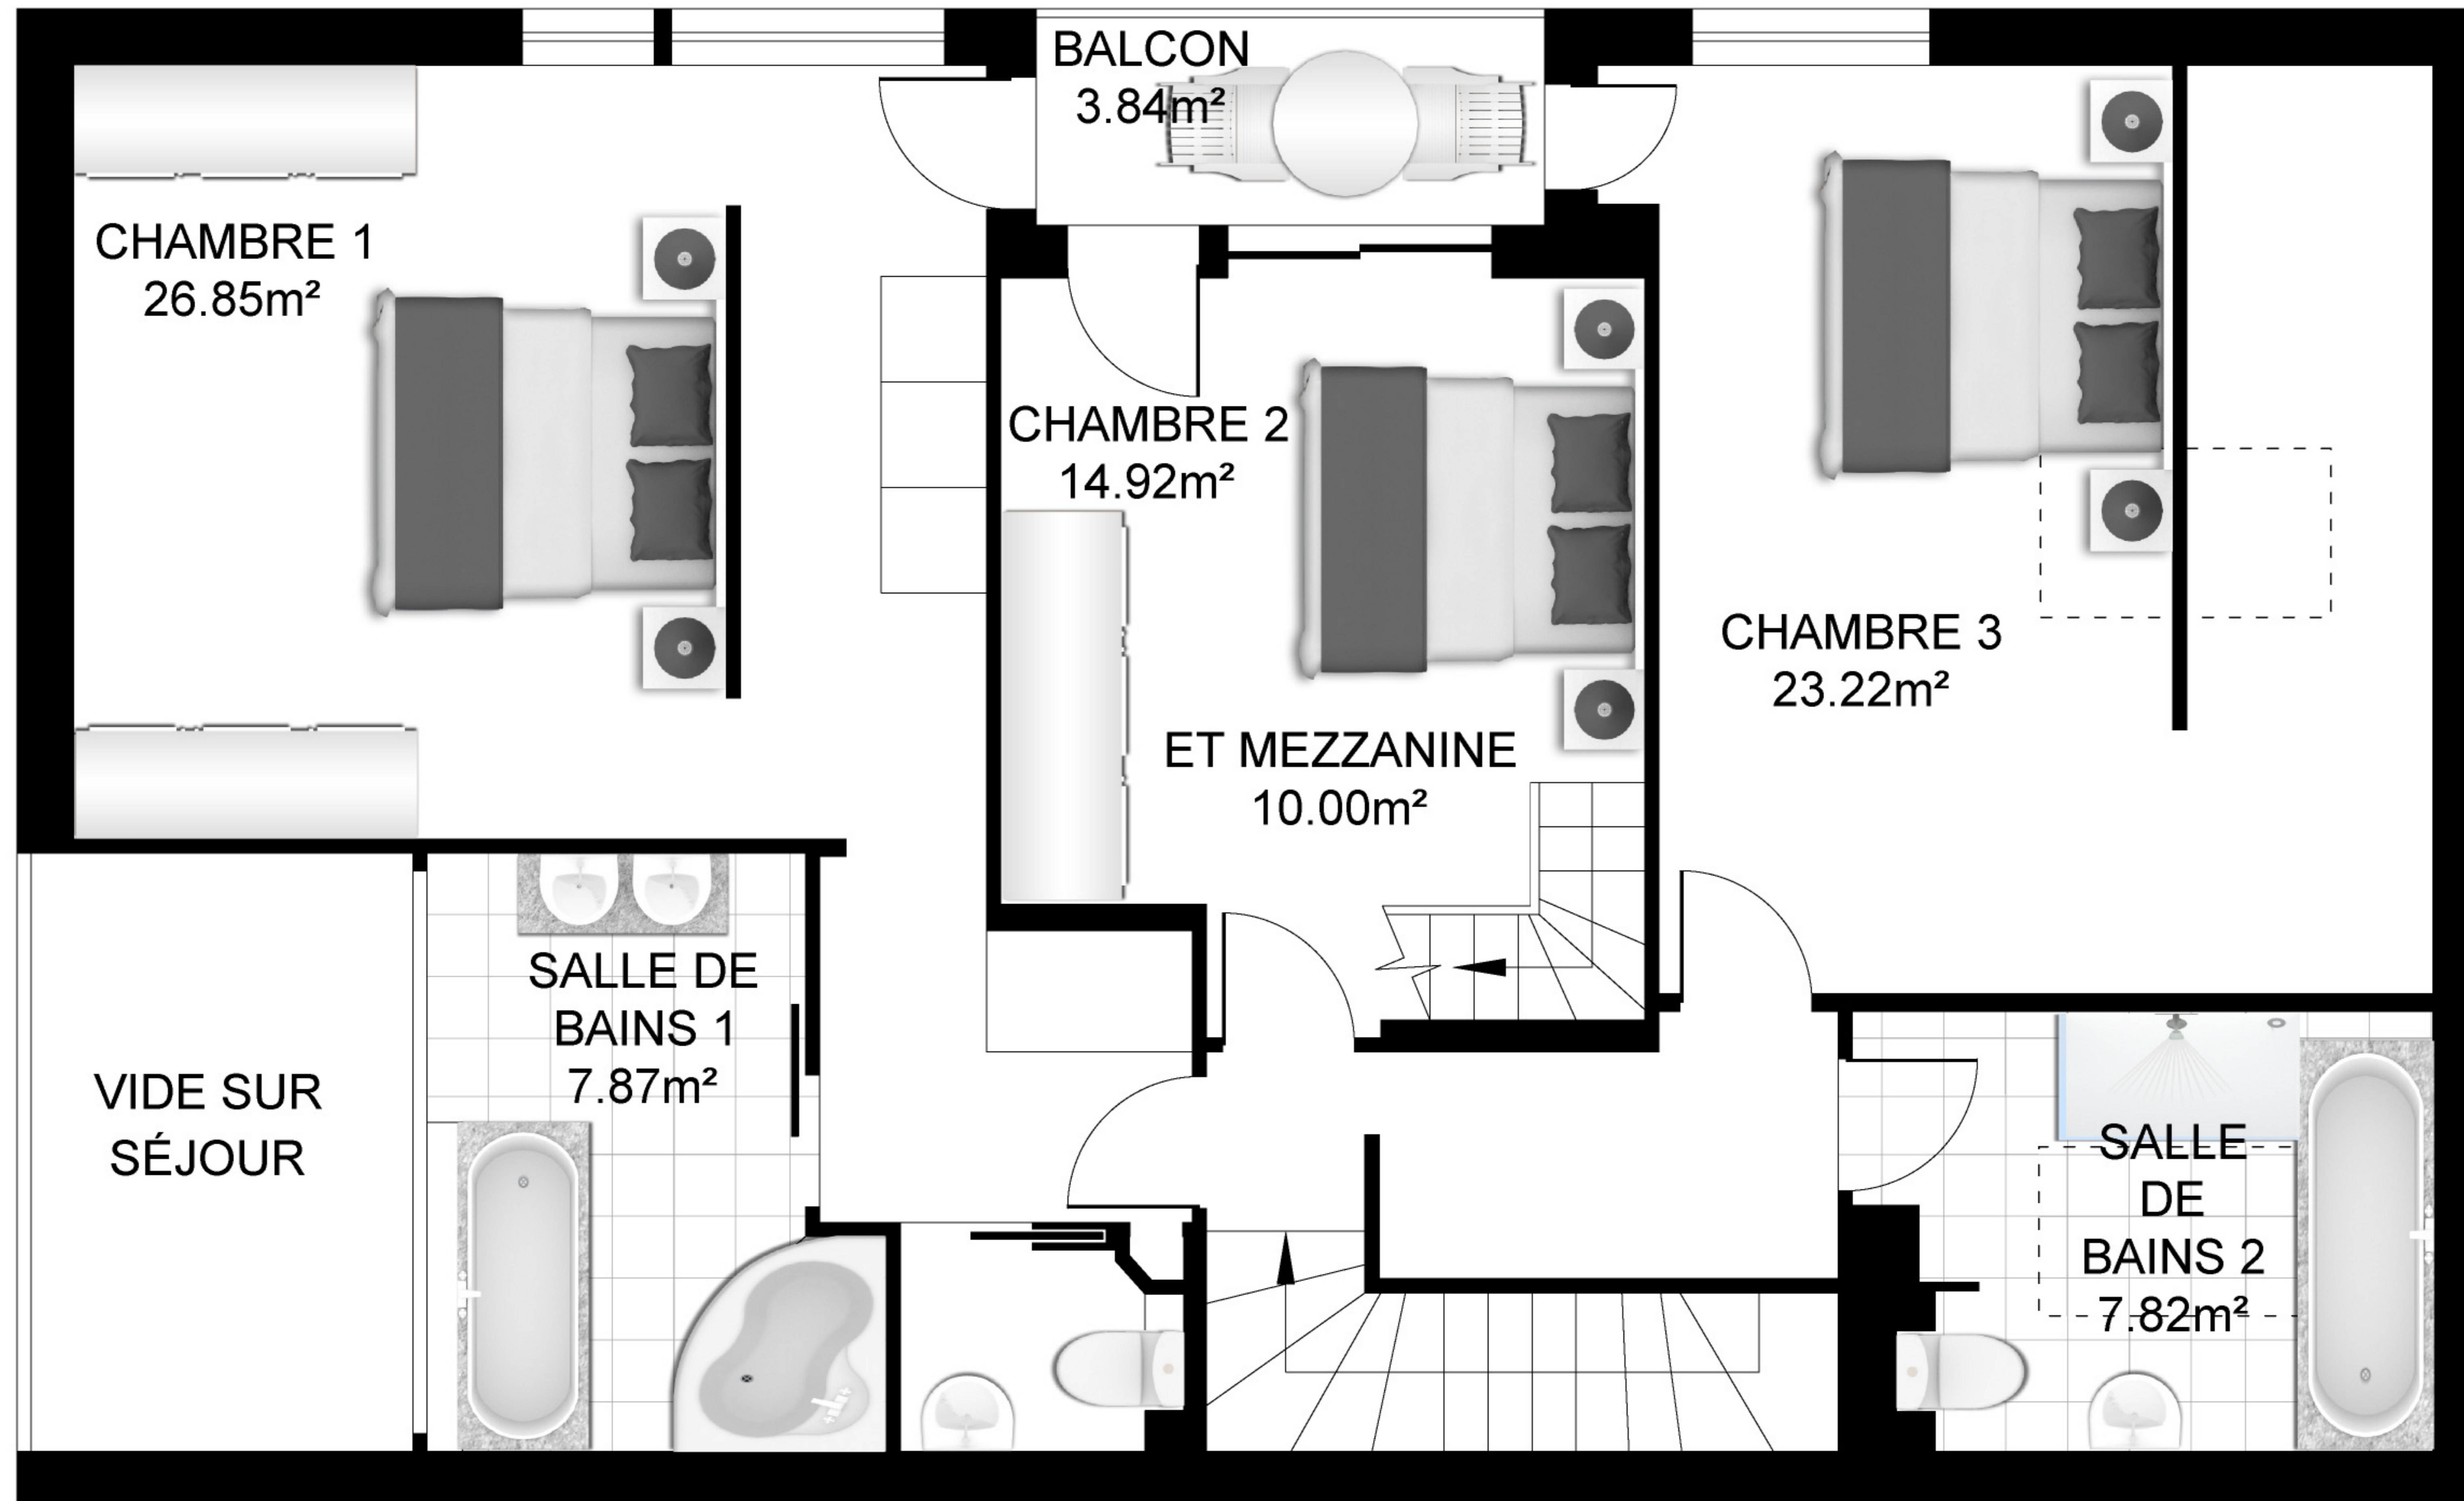 BALCON
3.84m²
CHAMBRE 1
26.85m²
CHAMBRE 2
14.92m²
ET MEZZANINE
10.00m²
CHAMBRE 3
23.22m²
SALLE DE
BAINS 1
7.87m²
VIDE SUR
SÉJOUR
SALLE
DE
BAINS 2
7.82m²